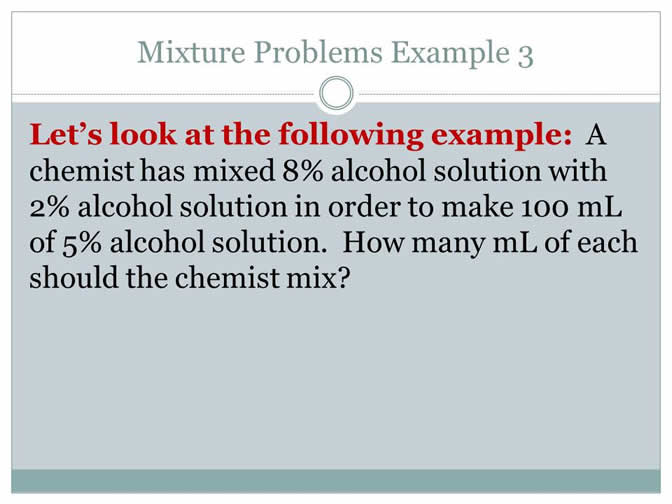 Mixture Problems Example 3
Let’s look at the following example: A
chemist has mixed 8% alcohol solution with
2% alcohol solution in order to make 100 mL
of 5% alcohol solution. How many mL of each
should the chemist mix?